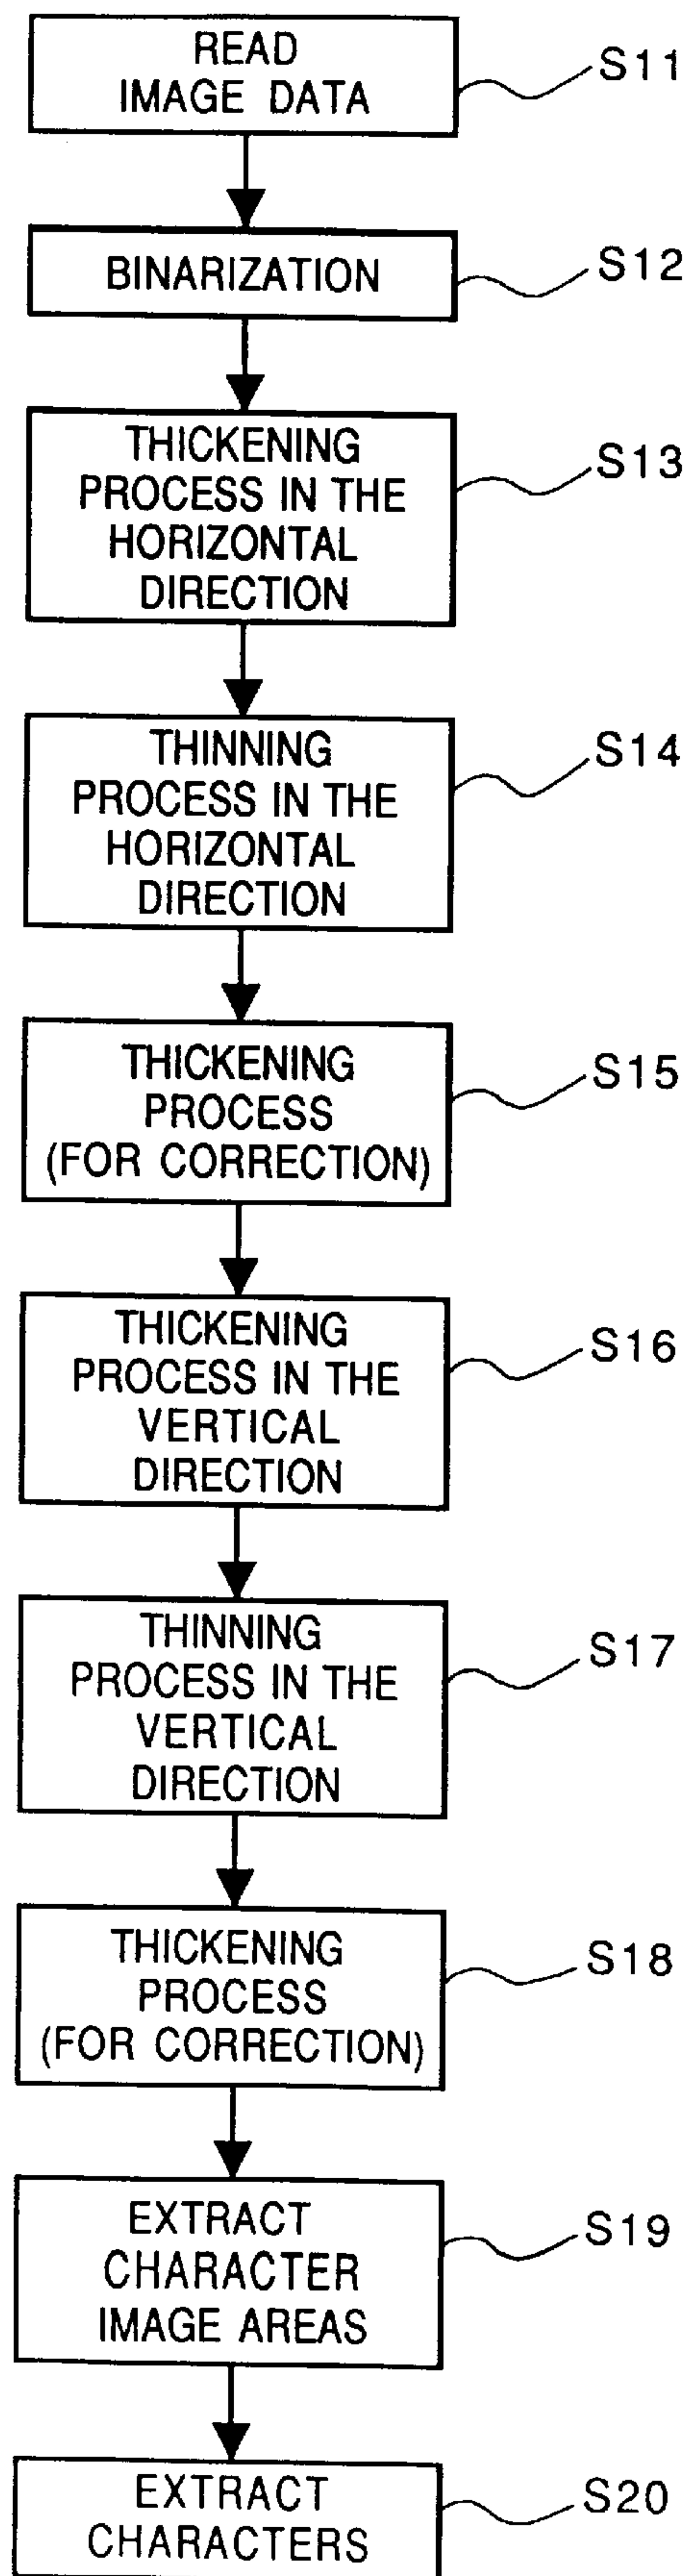 READ
IMAGE DATA
S11
BINARIZATION
S12
THICKENING
PROCESS IN THE
HORIZONTAL
DIRECTION
S13
THINNING
PROCESS IN THE
HORIZONTAL
DIRECTION
S14
THICKENING
PROCESS
(FOR CORRECTION)
S15
THICKENING
PROCESS IN THE
VERTICAL
DIRECTION
S16
THINNING
PROCESS IN THE
VERTICAL
DIRECTION
S17
THICKENING
PROCESS
(FOR CORRECTION)
S18
EXTRACT
CHARACTER
IMAGE AREAS
S19
EXTRACT
CHARACTERS
S20